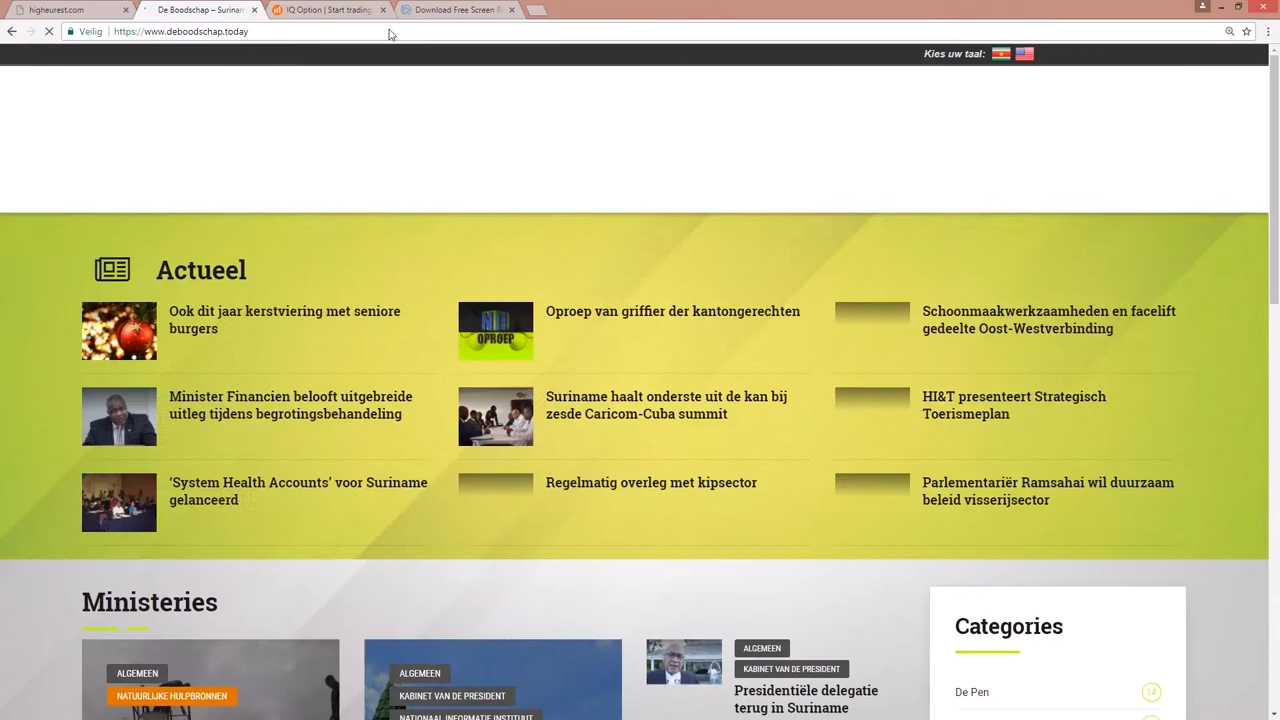 higheurest.com
De Boodschap – Surinam
IQ Option | Start trading
Download Free Screen R
Veilig
https://www.deboodschap.today
Kies uw taal:
Actueel
Ook dit jaar kerstviering met seniore
burgers
OPROEP
Oproep van griffier der kantongerechten
Schoonmaakwerkzaamheden en facelift
gedeelte Oost-Westverbinding
Minister Financien belooft uitgebreide
uitleg tijdens begrotingsbehandeling
Suriname haalt onderste uit de kan bij
zesde Caricom-Cuba summit
HI&T presenteert Strategisch
Toerismeplan
‘System Health Accounts’ voor Suriname
gelanceerd
Regelmatig overleg met kipsector
Parlementariër Ramsahai wil duurzaam
beleid visserijsector
Ministeries
ALGEMEEN
NATUURLIJKE HULPBRONNEN
ALGEMEEN
KABINET VAN DE PRESIDENT
NATIONAAL INFORMATIE INSTITUUT
ALGEMEEN
KABINET VAN DE PRESIDENT
Presidentiële delegatie
terug in Suriname
Categories
De Pen
14